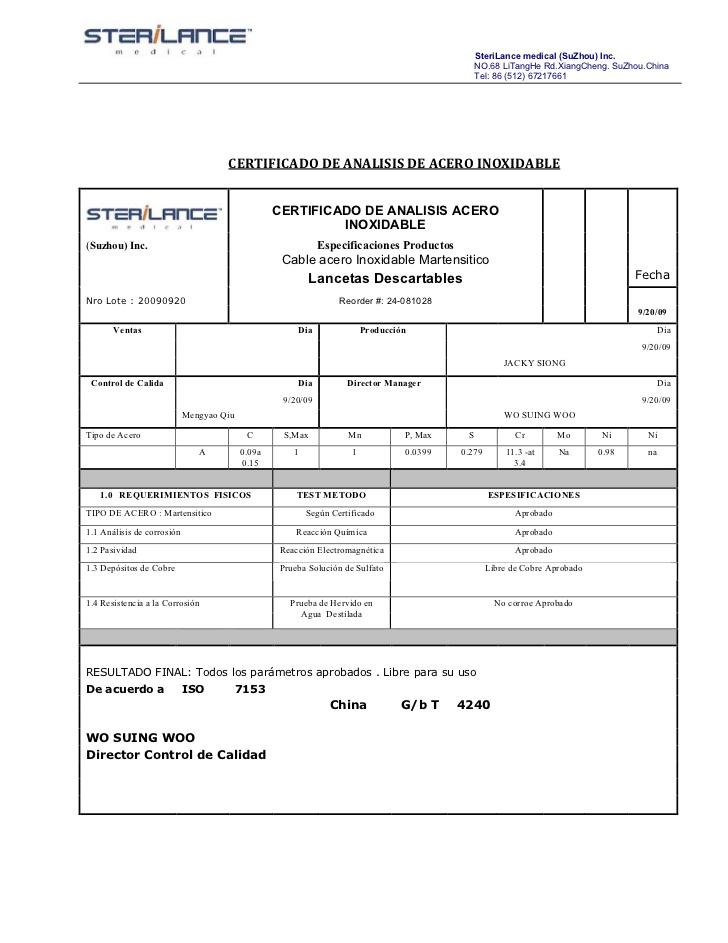 STERiLANCE™
medical
SteriLance medical (SuZhou) Inc.
NO.68 LiTangHe Rd.XiangCheng. SuZhou.China
Tel: 86 (512) 67217661
CERTIFICADO DE ANALISIS DE ACERO INOXIDABLE
STERiLANCE™
medical
(Suzhou) Inc.
Nro Lote : 20090920
CERTIFICADO DE ANALISIS ACERO
INOXIDABLE
Especificaciones Productos
Cable acero Inoxidable Martensitico
Lancetas Descartables
Reorder #: 24-081028
Fecha
9/20/09
Ventas Dia Producción Dia
9/20/09
JACKY SIONG
Control de Calida Dia Director Manager Dia
9/20/09 9/20/09
Mengyao Qiu WO SUING WOO
Tipo de Acero C S,Max Mn P, Max S Cr Mo Ni Ni
A 0.09a 1 1 0.0399 0.279 11.3 -at Na 0.98 na
0.15 3.4
1.0 REQUERIMIENTOS FISICOS TEST METODO ESPESIFICACIONES
TIPO DE ACERO : Martensitico Según Certificado Aprobado
1.1 Análisis de corrosión Reacción Química Aprobado
1.2 Pasividad Reacción Electromagnética Aprobado
1.3 Depósitos de Cobre Prueba Solución de Sulfato Libre de Cobre Aprobado
1.4 Resistencia a la Corrosión Prueba de Hervido en No corroe Aprobado
Agua Destilada
RESULTADO FINAL: Todos los parámetros aprobados . Libre para su uso
De acuerdo a ISO 7153
China G/b T 4240
WO SUING WOO
Director Control de Calidad